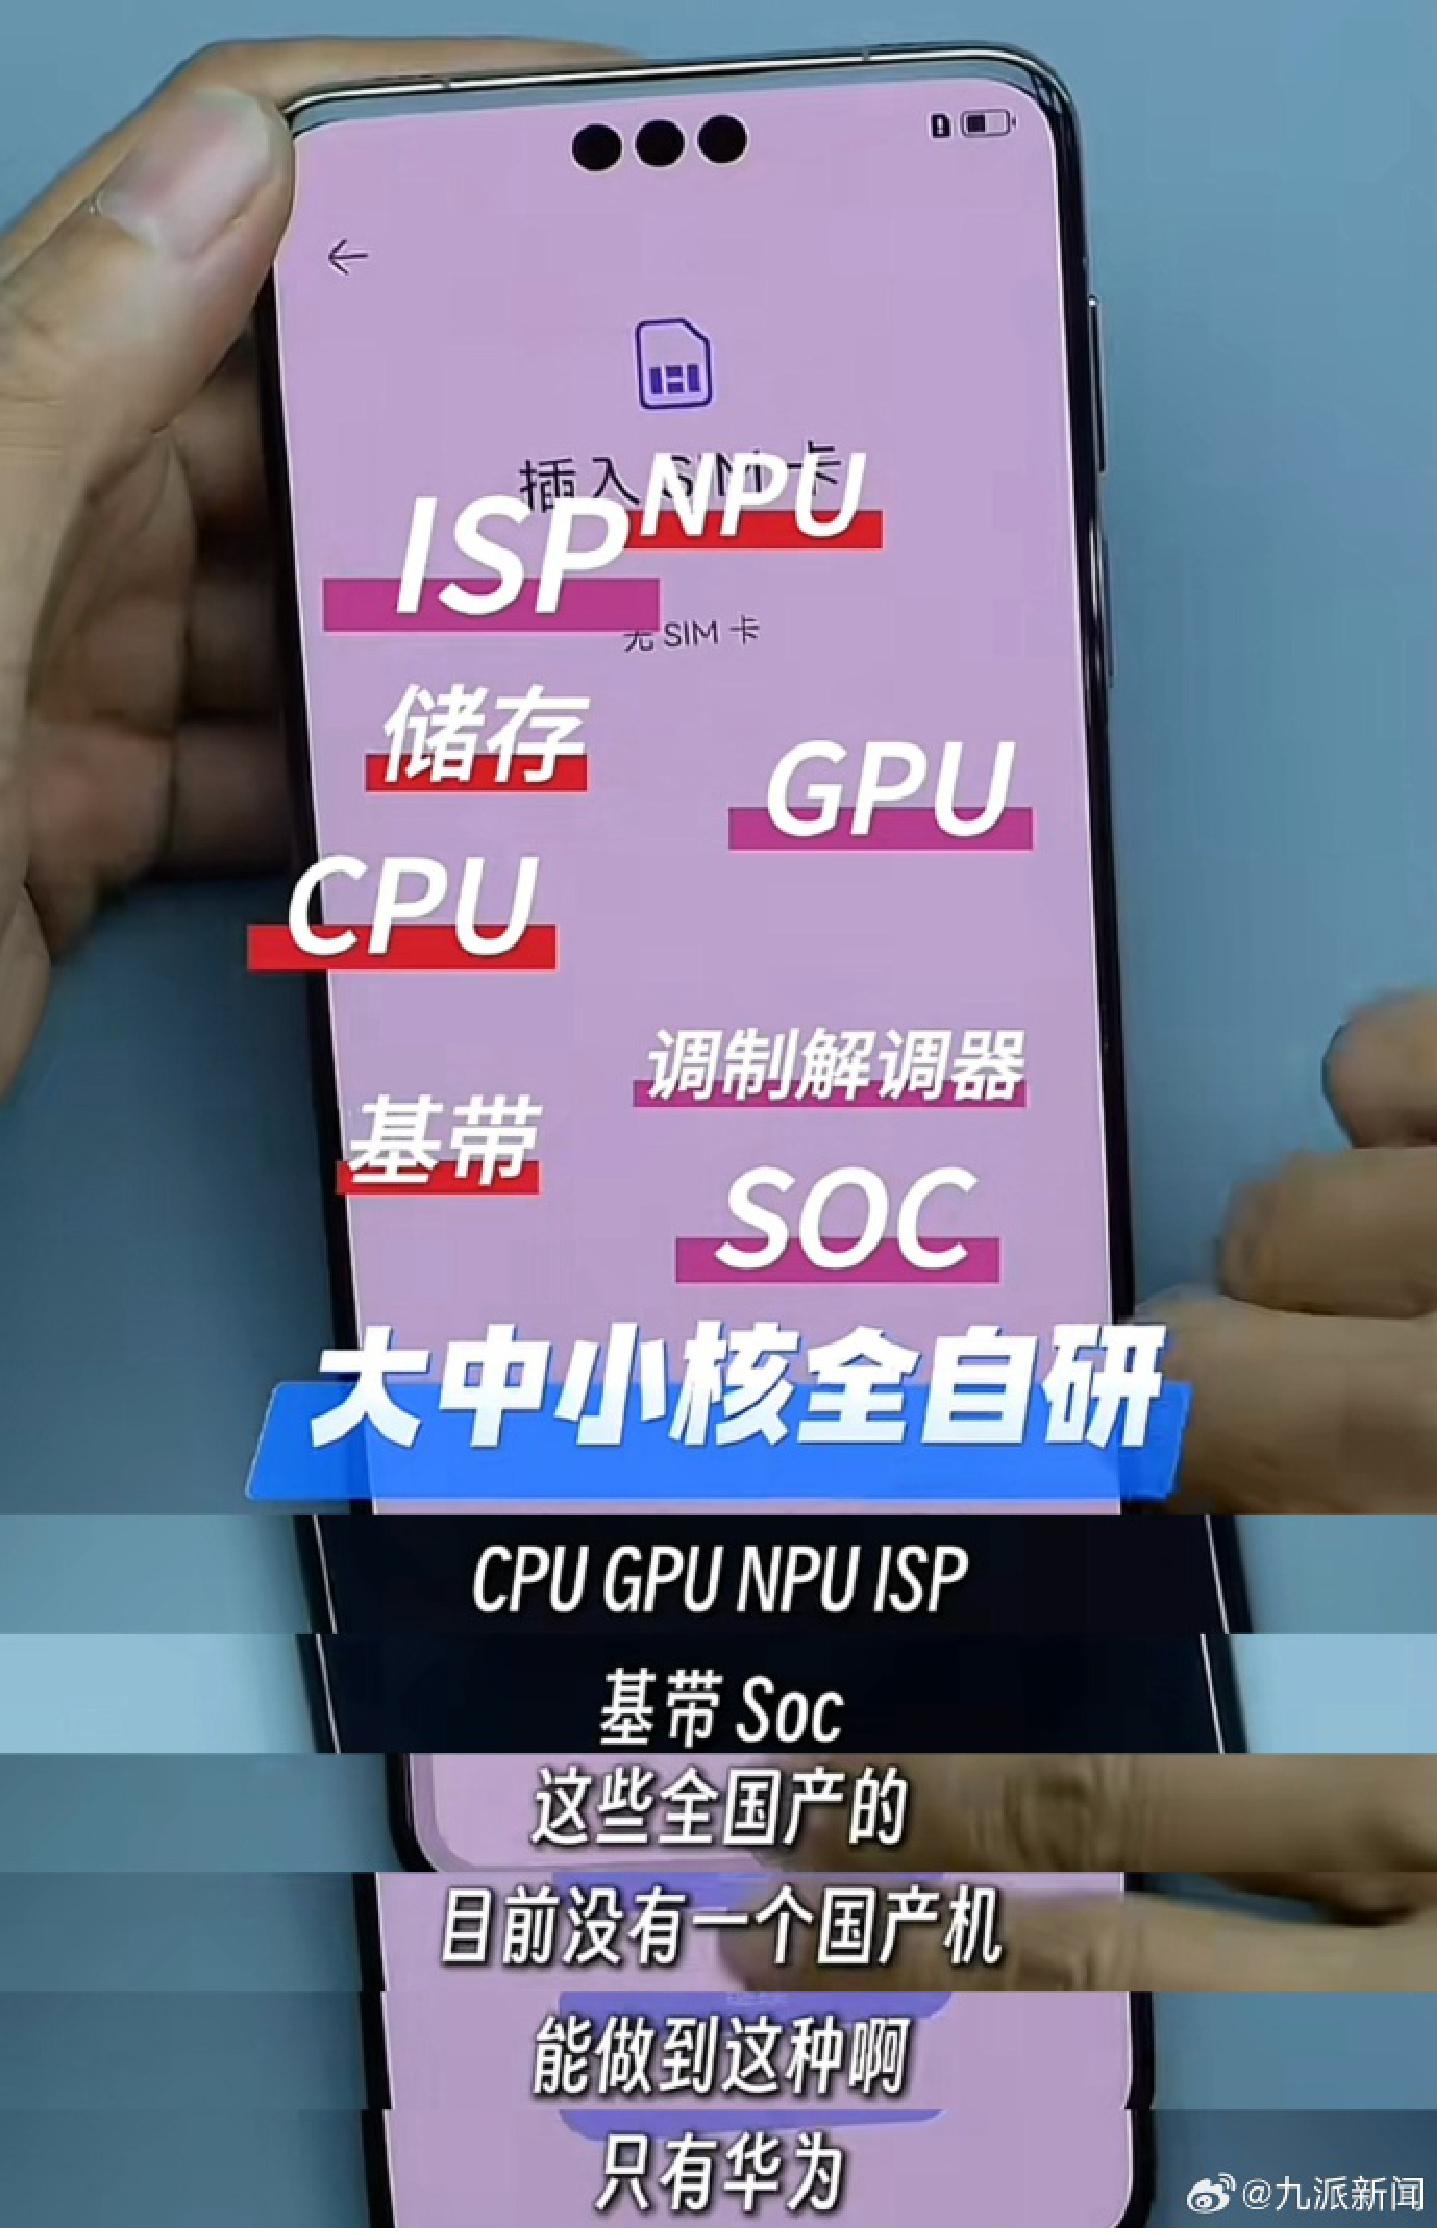 插入SIM卡
NPU
ISP
无 SIM 卡
储存
GPU
CPU
调制解调器
基带
SOC
大中小核全自研
CPU GPU NPU ISP
基带 Soc
这些全国产的
目前没有一个国产机
能做到这种啊
只有华为
@九派新闻